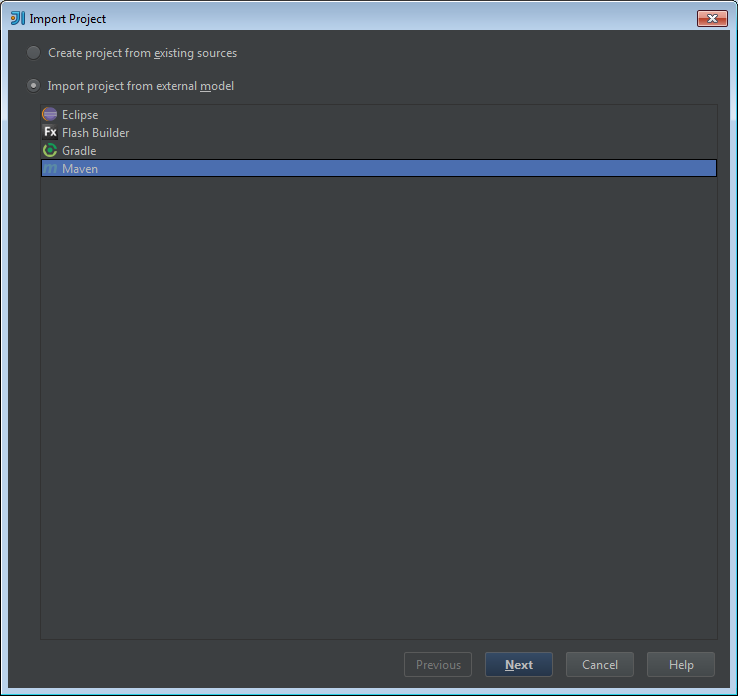 Import Project
Create project from existing sources
Import project from external model
Eclipse
Fx Flash Builder
Gradle
m Maven
Previous Next Cancel Help